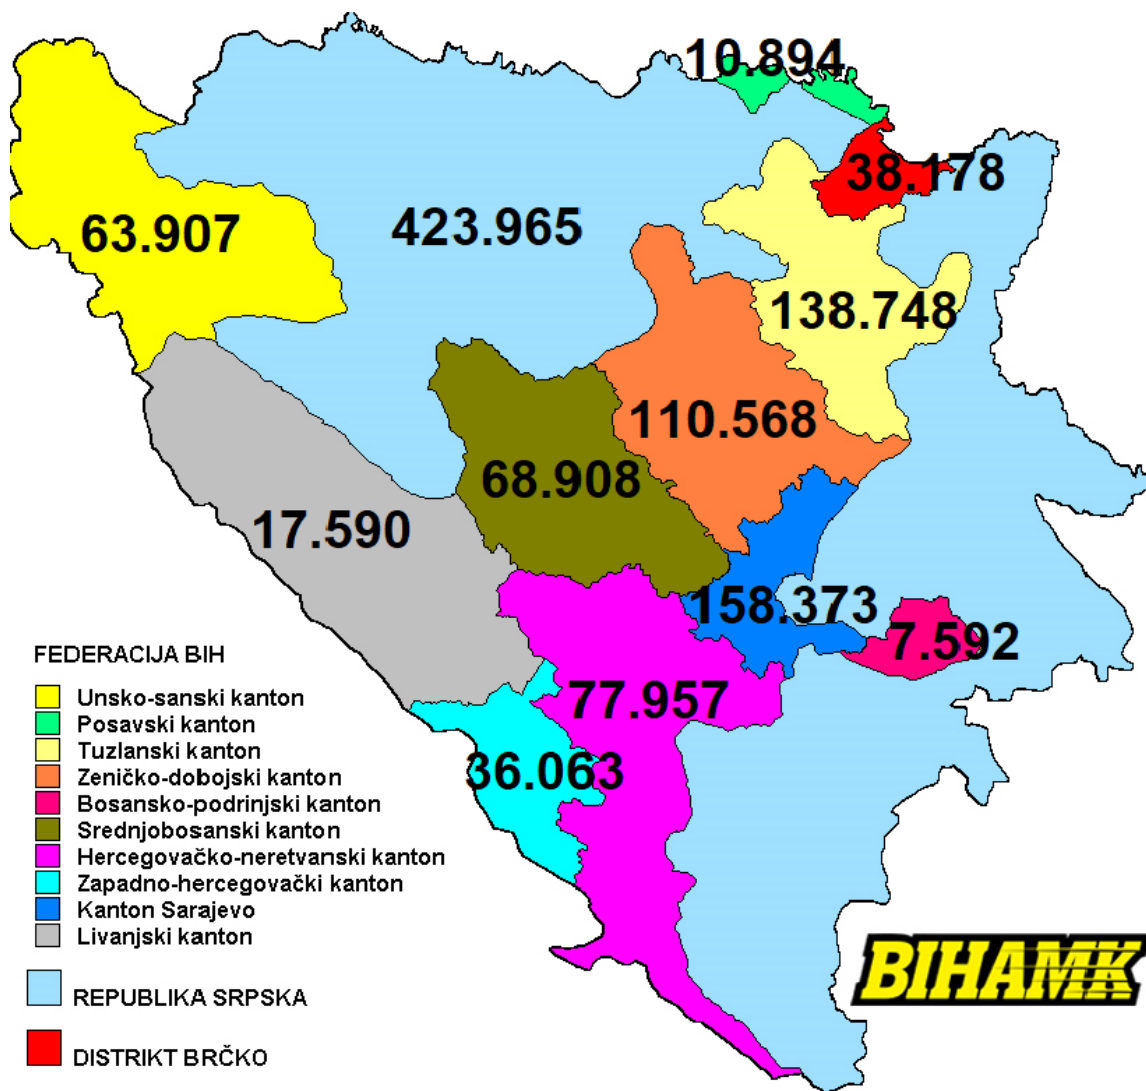 10.894
38.178
63.907
423.965
138.748
110.568
68.908
17.590
158.373
7.592
77.957
36.063
FEDERACIJA BIH
Unsko-sanski kanton
Posavski kanton
Tuzlanski kanton
Zeničko-dobojski kanton
Bosansko-podrinjski kanton
Srednjobosanski kanton
Hercegovačko-neretvanski kanton
Zapadno-hercegovački kanton
Kanton Sarajevo
Livanjski kanton
REPUBLIKA SRPSKA
DISTRIKT BRČKO
BIHAMK